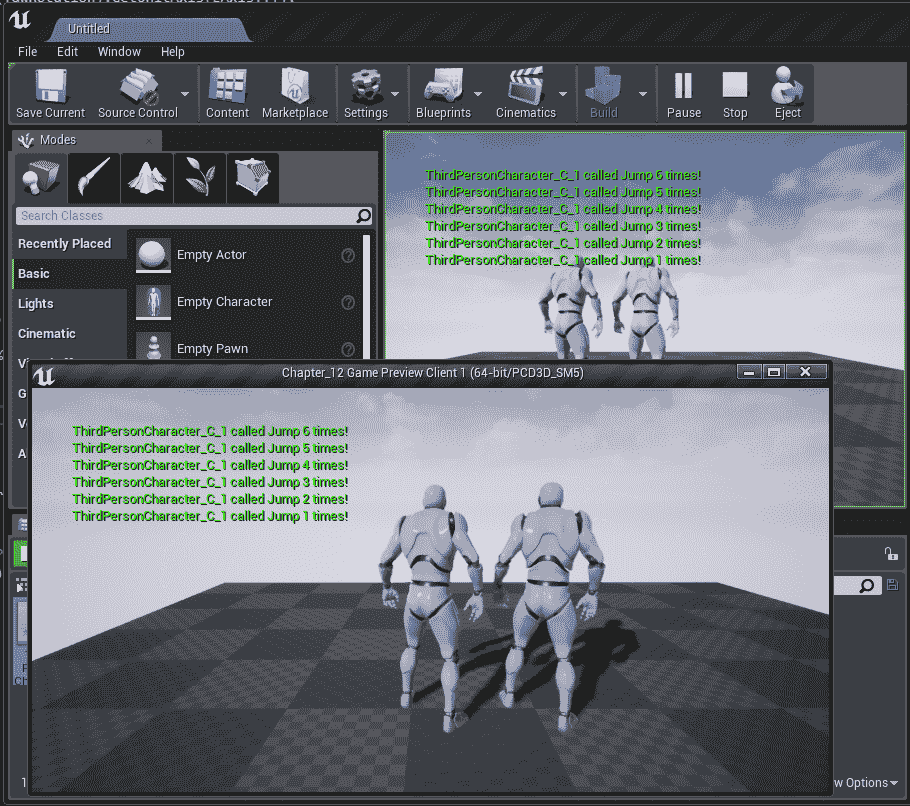 Untitled
File Edit Window Help
Save Current Source Control Content Marketplace Settings Blueprints Cinematics Build Pause Stop Eject
Modes
Search Classes
Recently Placed
Basic
Lights
Cinematic
Empty Actor
Empty Character
Empty Pawn
ThirdPersonCharacter_C_1 called Jump 6 times!
ThirdPersonCharacter_C_1 called Jump 5 times!
ThirdPersonCharacter_C_1 called Jump 4 times!
ThirdPersonCharacter_C_1 called Jump 3 times!
ThirdPersonCharacter_C_1 called Jump 2 times!
ThirdPersonCharacter_C_1 called Jump 1 times!
Chapter_12 Game Preview Client 1 (64-bit/PCD3D_SM5)
ThirdPersonCharacter_C_1 called Jump 6 times!
ThirdPersonCharacter_C_1 called Jump 5 times!
ThirdPersonCharacter_C_1 called Jump 4 times!
ThirdPersonCharacter_C_1 called Jump 3 times!
ThirdPersonCharacter_C_1 called Jump 2 times!
ThirdPersonCharacter_C_1 called Jump 1 times!
w Options